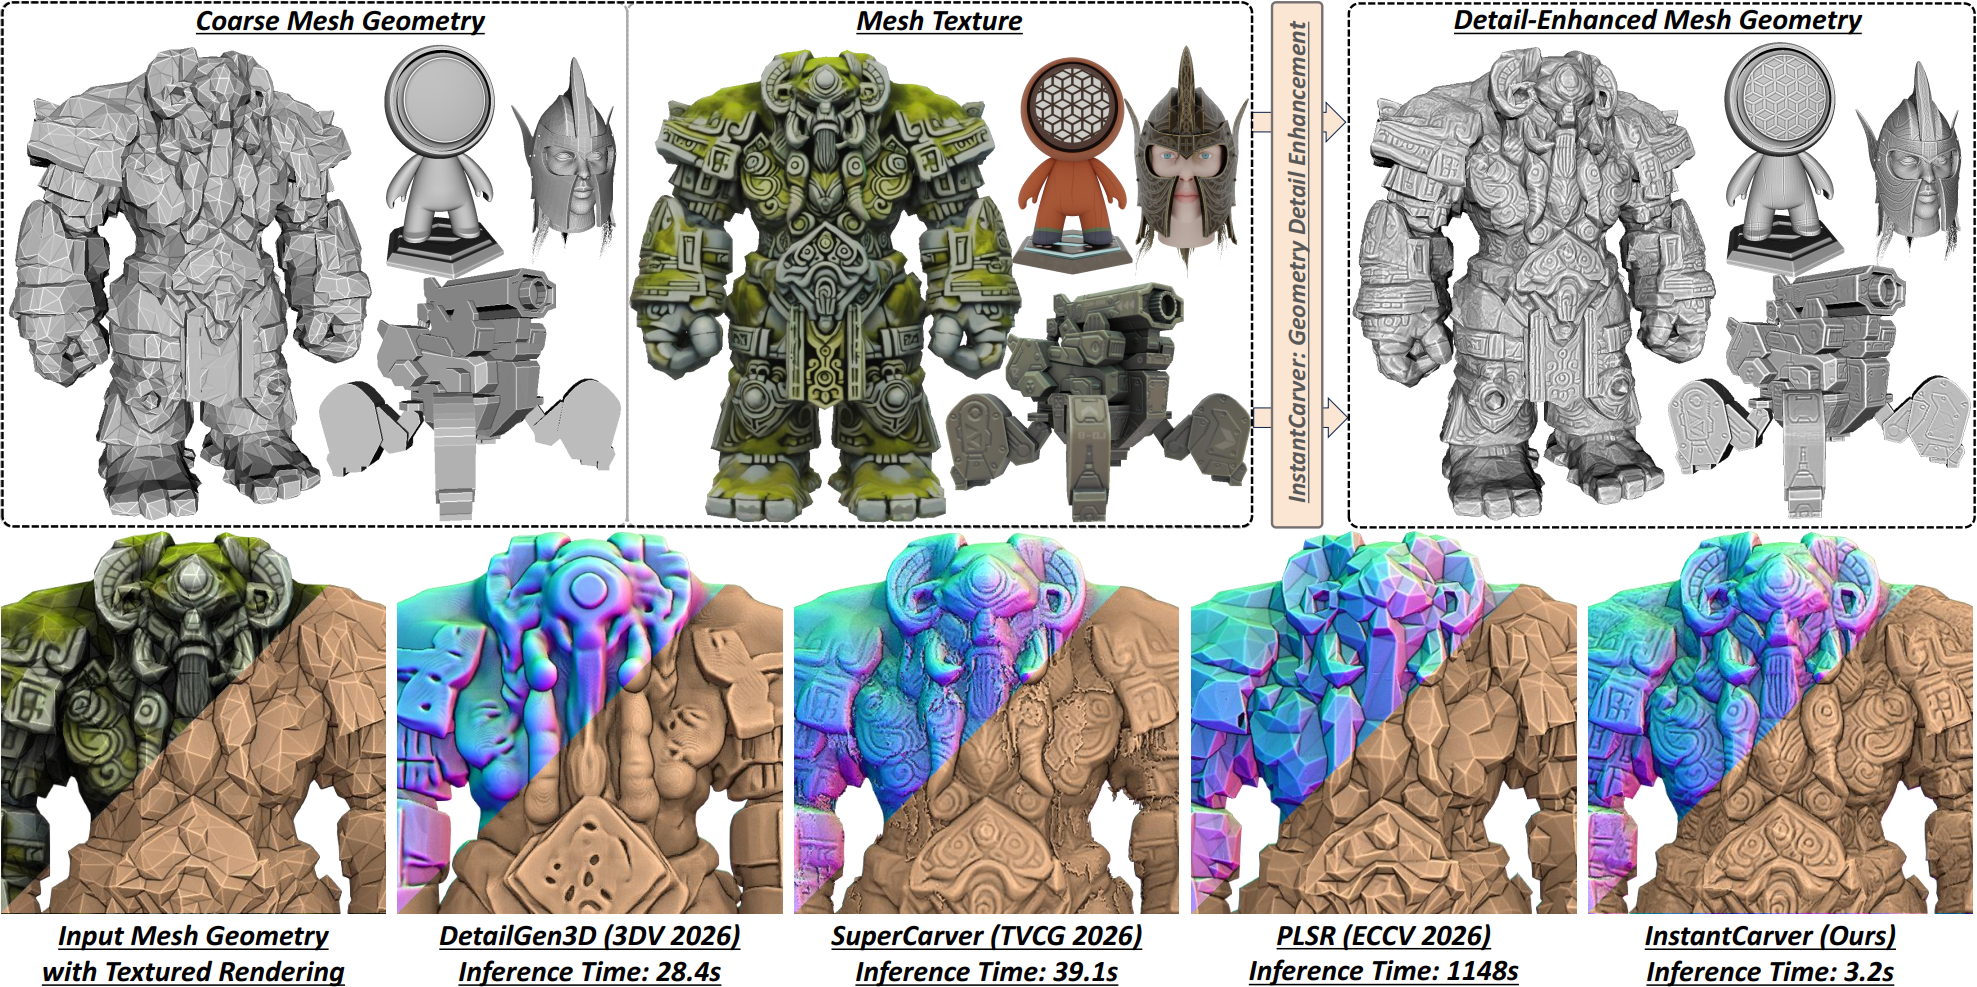 Coarse Mesh Geometry
Mesh Texture
InstantCarver: Geometry Detail Enhancement
Detail-Enhanced Mesh Geometry
Input Mesh Geometry
with Textured Rendering
DetailGen3D (3DV 2026)
Inference Time: 28.4s
SuperCarver (TVCG 2026)
Inference Time: 39.1s
PLSR (ECCV 2026)
Inference Time: 1148s
InstantCarver (Ours)
Inference Time: 3.2s